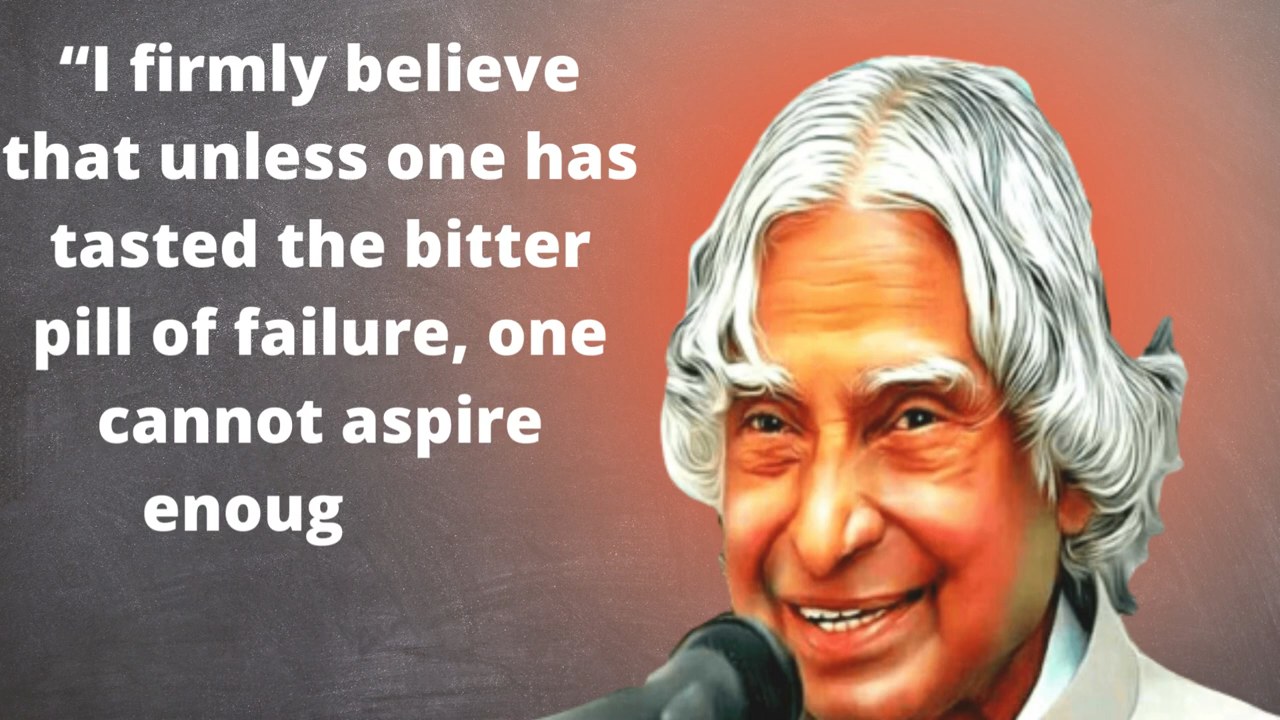 “I firmly believe
that unless one has
tasted the bitter
pill of failure, one
cannot aspire
enoug